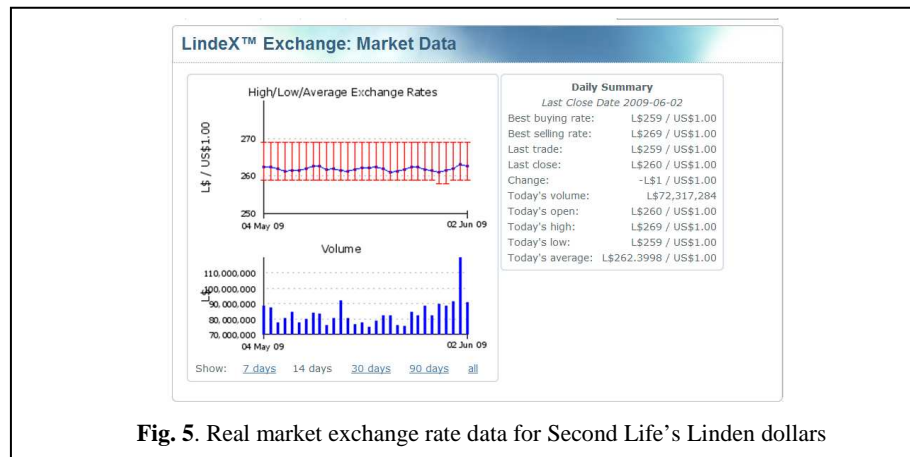 LindeX™ Exchange: Market Data
High/Low/Average Exchange Rates
L$ / US$1.00
270
260
250
04 May 09 02 Jun 09
Volume
L$
110,000,000
100,000,000
90,000,000
80,000,000
70,000,000
04 May 09 02 Jun 09
Show: 7 days 14 days 30 days 90 days all
Daily Summary
Last Close Date 2009-06-02
Best buying rate: L$259 / US$1.00
Best selling rate: L$269 / US$1.00
Last trade: L$259 / US$1.00
Last close: L$260 / US$1.00
Change: -L$1 / US$1.00
Today's volume: L$72,317,284
Today's open: L$260 / US$1.00
Today's high: L$269 / US$1.00
Today's low: L$259 / US$1.00
Today's average: L$262.3998 / US$1.00
Fig. 5. Real market exchange rate data for Second Life's Linden dollars